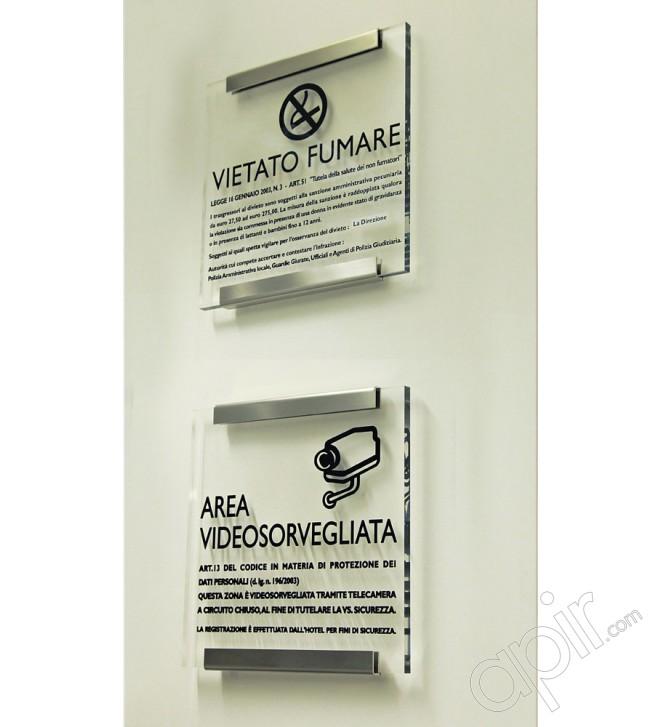 VIETATO FUMARE
LEGGE 16 GENNAIO 2003, N.3 - ART. 51 "Tutela della salute dei non fumatori"
I trasgressori al divieto sono soggetti alla sanzione amministrativa pecuniaria
da euro 27,50 ad euro 275,00. La misura della sanzione è raddoppiata qualora
la violazione sia commessa in presenza di una donna in evidente stato di gravidanza
o in presenza di lattanti o bambini fino a 12 anni.
Soggetti ai quali spetta vigilare per l'osservanza del divieto : La Direzione
Autorità cui compete accertare e contestare l'infrazione :
Polizia Amministrativa locale, Guardie Giurate, Ufficiali e Agenti di Polizia Giudiziaria.
AREA
VIDEOSORVEGLIATA
ART.13 DEL CODICE IN MATERIA DI PROTEZIONE DEI
DATI PERSONALI (d. lg. n. 196/2003)
QUESTA ZONA È VIDEOSORVEGLIATA TRAMITE TELECAMERA
A CIRCUITO CHIUSO, AL FINE DI TUTELARE LA VS. SICUREZZA.
LA REGISTRAZIONE È EFFETTUATA DALL'HOTEL PER FINI DI SICUREZZA.
apir.com